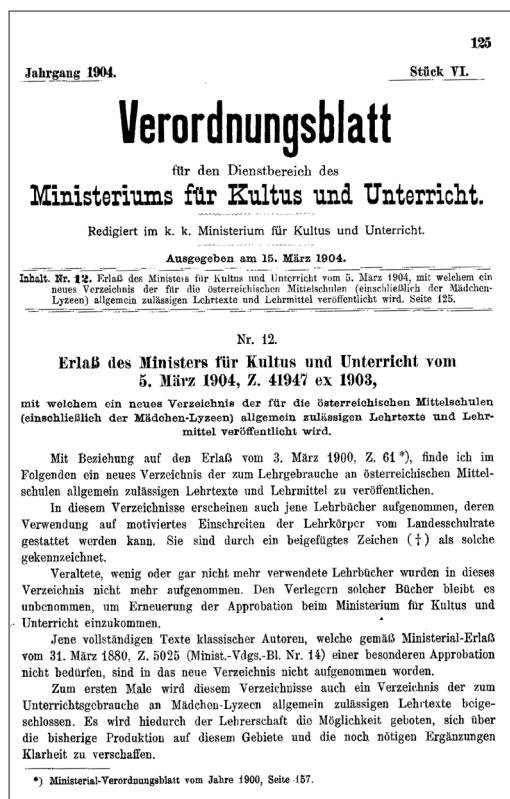 125
Jahrgang 1904. Stück VI.
Verordnungsblatt
für den Dienstbereich des
Ministeriums für Kultus und Unterricht.
Redigiert im k. k. Ministerium für Kultus und Unterricht.
Ausgegeben am 15. März 1904.
Inhalt. Nr. 12. Erlaß des Ministers für Kultus und Unterricht vom 5. März 1904, mit welchem ein
neues Verzeichnis der für die österreichischen Mittelschulen (einschließlich der Mädchen-
Lyzeen) allgemein zulässigen Lehrtexte und Lehrmittel veröffentlicht wird. Seite 125.
Nr. 12.
Erlaß des Ministers für Kultus und Unterricht vom
5. März 1904, Z. 41947 ex 1903,
mit welchem ein neues Verzeichnis der für die österreichischen Mittelschulen
(einschließlich der Mädchen-Lyzeen) allgemein zulässigen Lehrtexte und Lehr-
mittel veröffentlicht wird.
Mit Beziehung auf den Erlaß vom 3. März 1900, Z. 61*), finde ich im
Folgenden ein neues Verzeichnis der zum Lehrgebrauche an österreichischen Mittel-
schulen allgemein zulässigen Lehrtexte und Lehrmittel zu veröffentlichen.
In diesem Verzeichnisse erscheinen auch jene Lehrbücher aufgenommen, deren
Verwendung auf motiviertes Einschreiten der Lehrkörper vom Landesschulrate
gestattet werden kann. Sie sind durch ein beigefügtes Zeichen (†) als solche
gekennzeichnet.
Veraltete, wenig oder gar nicht mehr verwendete Lehrbücher wurden in dieses
Verzeichnis nicht mehr aufgenommen. Den Verlegern solcher Bücher bleibt es
unbenommen, um Erneuerung der Approbation beim Ministerium für Kultus und
Unterricht einzukommen.
Jene vollständigen Texte klassischer Autoren, welche gemäß Ministerial-Erlaß
vom 31. März 1880, Z. 5025 (Minist.-Vdgs.-Bl. Nr. 14) einer besonderen Approbation
nicht bedürfen, sind in das neue Verzeichnis nicht aufgenommen worden.
Zum ersten Male wird diesem Verzeichnisse auch ein Verzeichnis der zum
Unterrichtsgebrauche an Mädchen-Lyzeen allgemein zulässigen Lehrtexte beige-
schlossen. Es wird hiedurch der Lehrerschaft die Möglichkeit geboten, sich über
die bisherige Produktion auf diesem Gebiete und die noch nötigen Ergänzungen
Klarheit zu verschaffen.
*) Ministerial-Verordnungsblatt vom Jahre 1900, Seite 157.